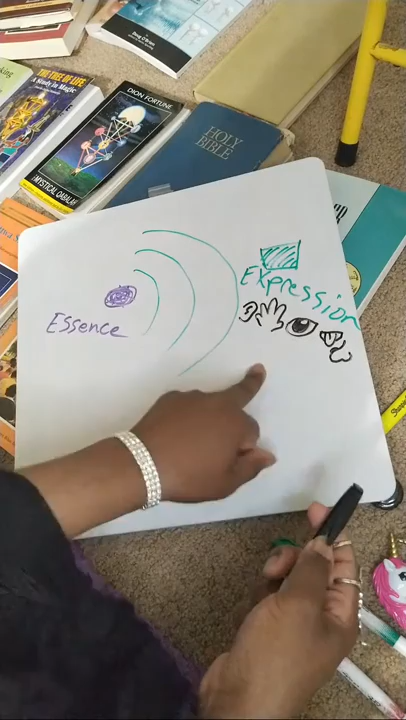 THE TREE OF LIFE
A Study in Magic
DION FORTUNE
MYSTICAL QABALAH
HOLY
BIBLE
Expression
Essence